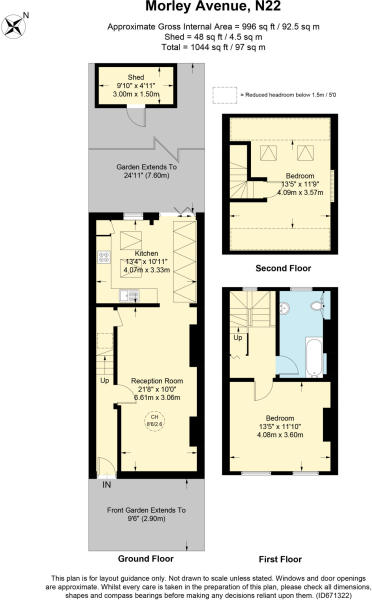 Morley Avenue, N22
Approximate Gross Internal Area = 996 sq ft / 92.5 sq m
Shed = 48 sq ft / 4.5 sq m
Total = 1044 sq ft / 97 sq m
N
Shed
9'10" x 4'11"
3.00m x 1.50m
= Reduced headroom below 1.5m / 5'0
Garden Extends To
24'11" (7.60m)
Bedroom
13'5" x 11'9"
4.09m x 3.57m
Second Floor
Kitchen
13'4" x 10'11"
4.07m x 3.33m
Up
Up
Reception Room
21'8" x 10'0"
6.61m x 3.06m
CH
8'6/2.6
Bedroom
13'5" x 11'10"
4.08m x 3.60m
IN
Front Garden Extends To
9'6" (2.90m)
Ground Floor
First Floor
This plan is for layout guidance only. Not drawn to scale unless stated. Windows and door openings
are approximate. Whilst every care is taken in the preparation of this plan, please check all dimensions,
shapes and compass bearings before making any decisions reliant upon them. (ID671322)